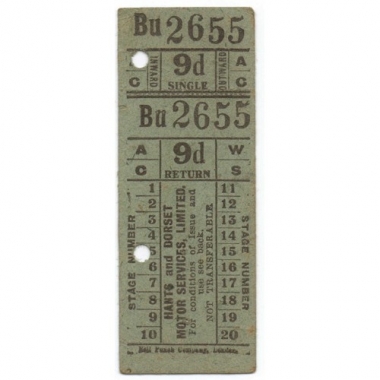 Bu 2655
INWARD 9d OUTWARD A
C SINGLE C
Bu 2655
A 9d W
C RETURN S
STAGE NUMBER
1
2
3
4
5
6
7
8
9
10
HANTS and DORSET
MOTOR SERVICES, LIMITED.
For conditions of issue and
use see back.
NOT TRANSFERABLE
11
12
13
14
15
16
17
18
19
20
STAGE NUMBER
Bell Punch Company, London.